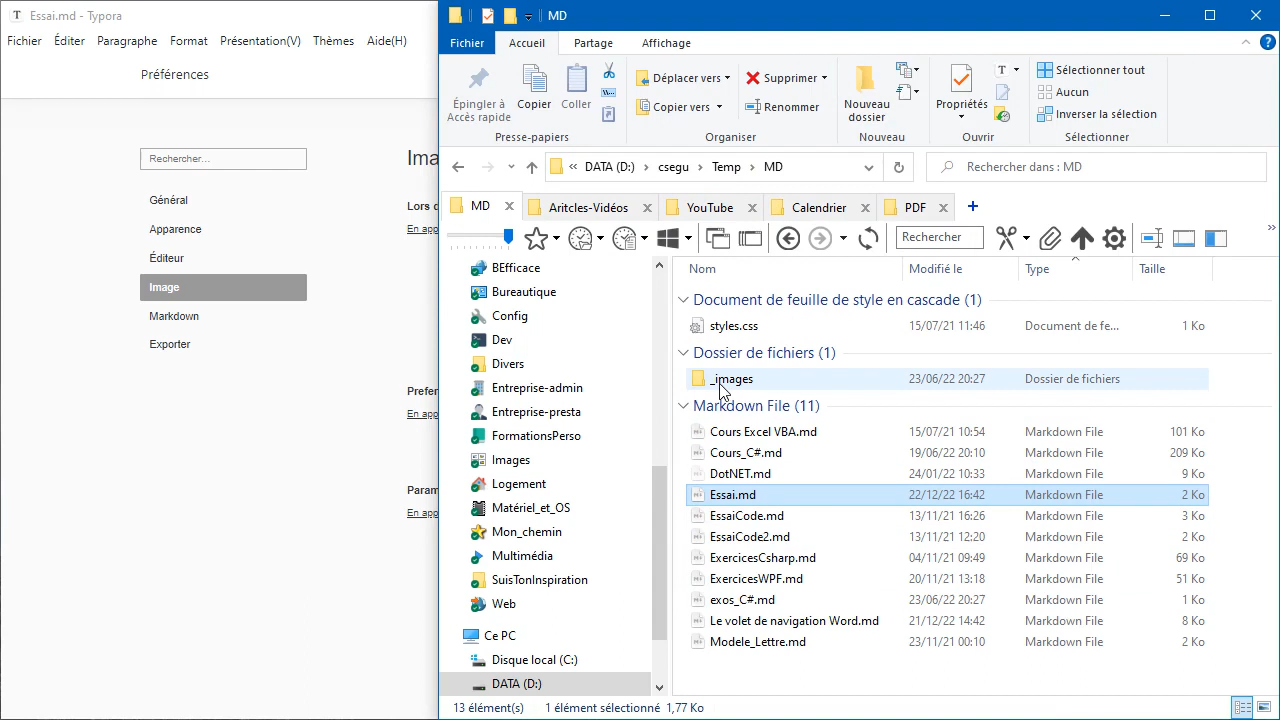 Essai.md - Typora
Fichier Éditer Paragraphe Format Présentation(V) Thèmes Aide(H)
Préférences
Rechercher...
Général
Apparence
Éditeur
Image
Markdown
Exporter
Ima
Lors d
En app
Prefer
En app
Param
En app
MD
Fichier Accueil Partage Affichage
Épingler à
Accès rapide
Copier
Coller
Presse-papiers
Déplacer vers
Copier vers
Supprimer
Renommer
Organiser
Nouveau
dossier
Nouveau
Propriétés
Ouvrir
Sélectionner tout
Aucun
Inverser la sélection
Sélectionner
« DATA (D:) > csegu > Temp > MD
Rechercher dans : MD
MD Aritcles-Vidéos YouTube Calendrier PDF
Rechercher
BEfficace
Bureautique
Config
Dev
Divers
Entreprise-admin
Entreprise-presta
FormationsPerso
Images
Logement
Matériel_et_OS
Mon_chemin
Multimédia
SuisTonInspiration
Web
Ce PC
Disque local (C:)
DATA (D:)
Nom Modifié le Type Taille
Document de feuille de style en cascade (1)
styles.css 15/07/21 11:46 Document de fe... 1 Ko
Dossier de fichiers (1)
_images 23/06/22 20:27 Dossier de fichiers
Markdown File (11)
Cours Excel VBA.md 15/07/21 10:54 Markdown File 101 Ko
Cours_C#.md 19/06/22 20:10 Markdown File 209 Ko
DotNET.md 24/01/22 10:33 Markdown File 9 Ko
Essai.md 22/12/22 16:42 Markdown File 2 Ko
EssaiCode.md 13/11/21 16:26 Markdown File 3 Ko
EssaiCode2.md 13/11/21 12:20 Markdown File 2 Ko
ExercicesCsharp.md 04/11/21 09:49 Markdown File 69 Ko
ExercicesWPF.md 20/11/21 13:18 Markdown File 51 Ko
exos_C#.md 23/06/22 20:27 Markdown File 1 Ko
Le volet de navigation Word.md 21/12/22 14:42 Markdown File 8 Ko
Modele_Lettre.md 23/11/21 00:10 Markdown File 2 Ko
13 élément(s) 1 élément sélectionné 1,77 Ko